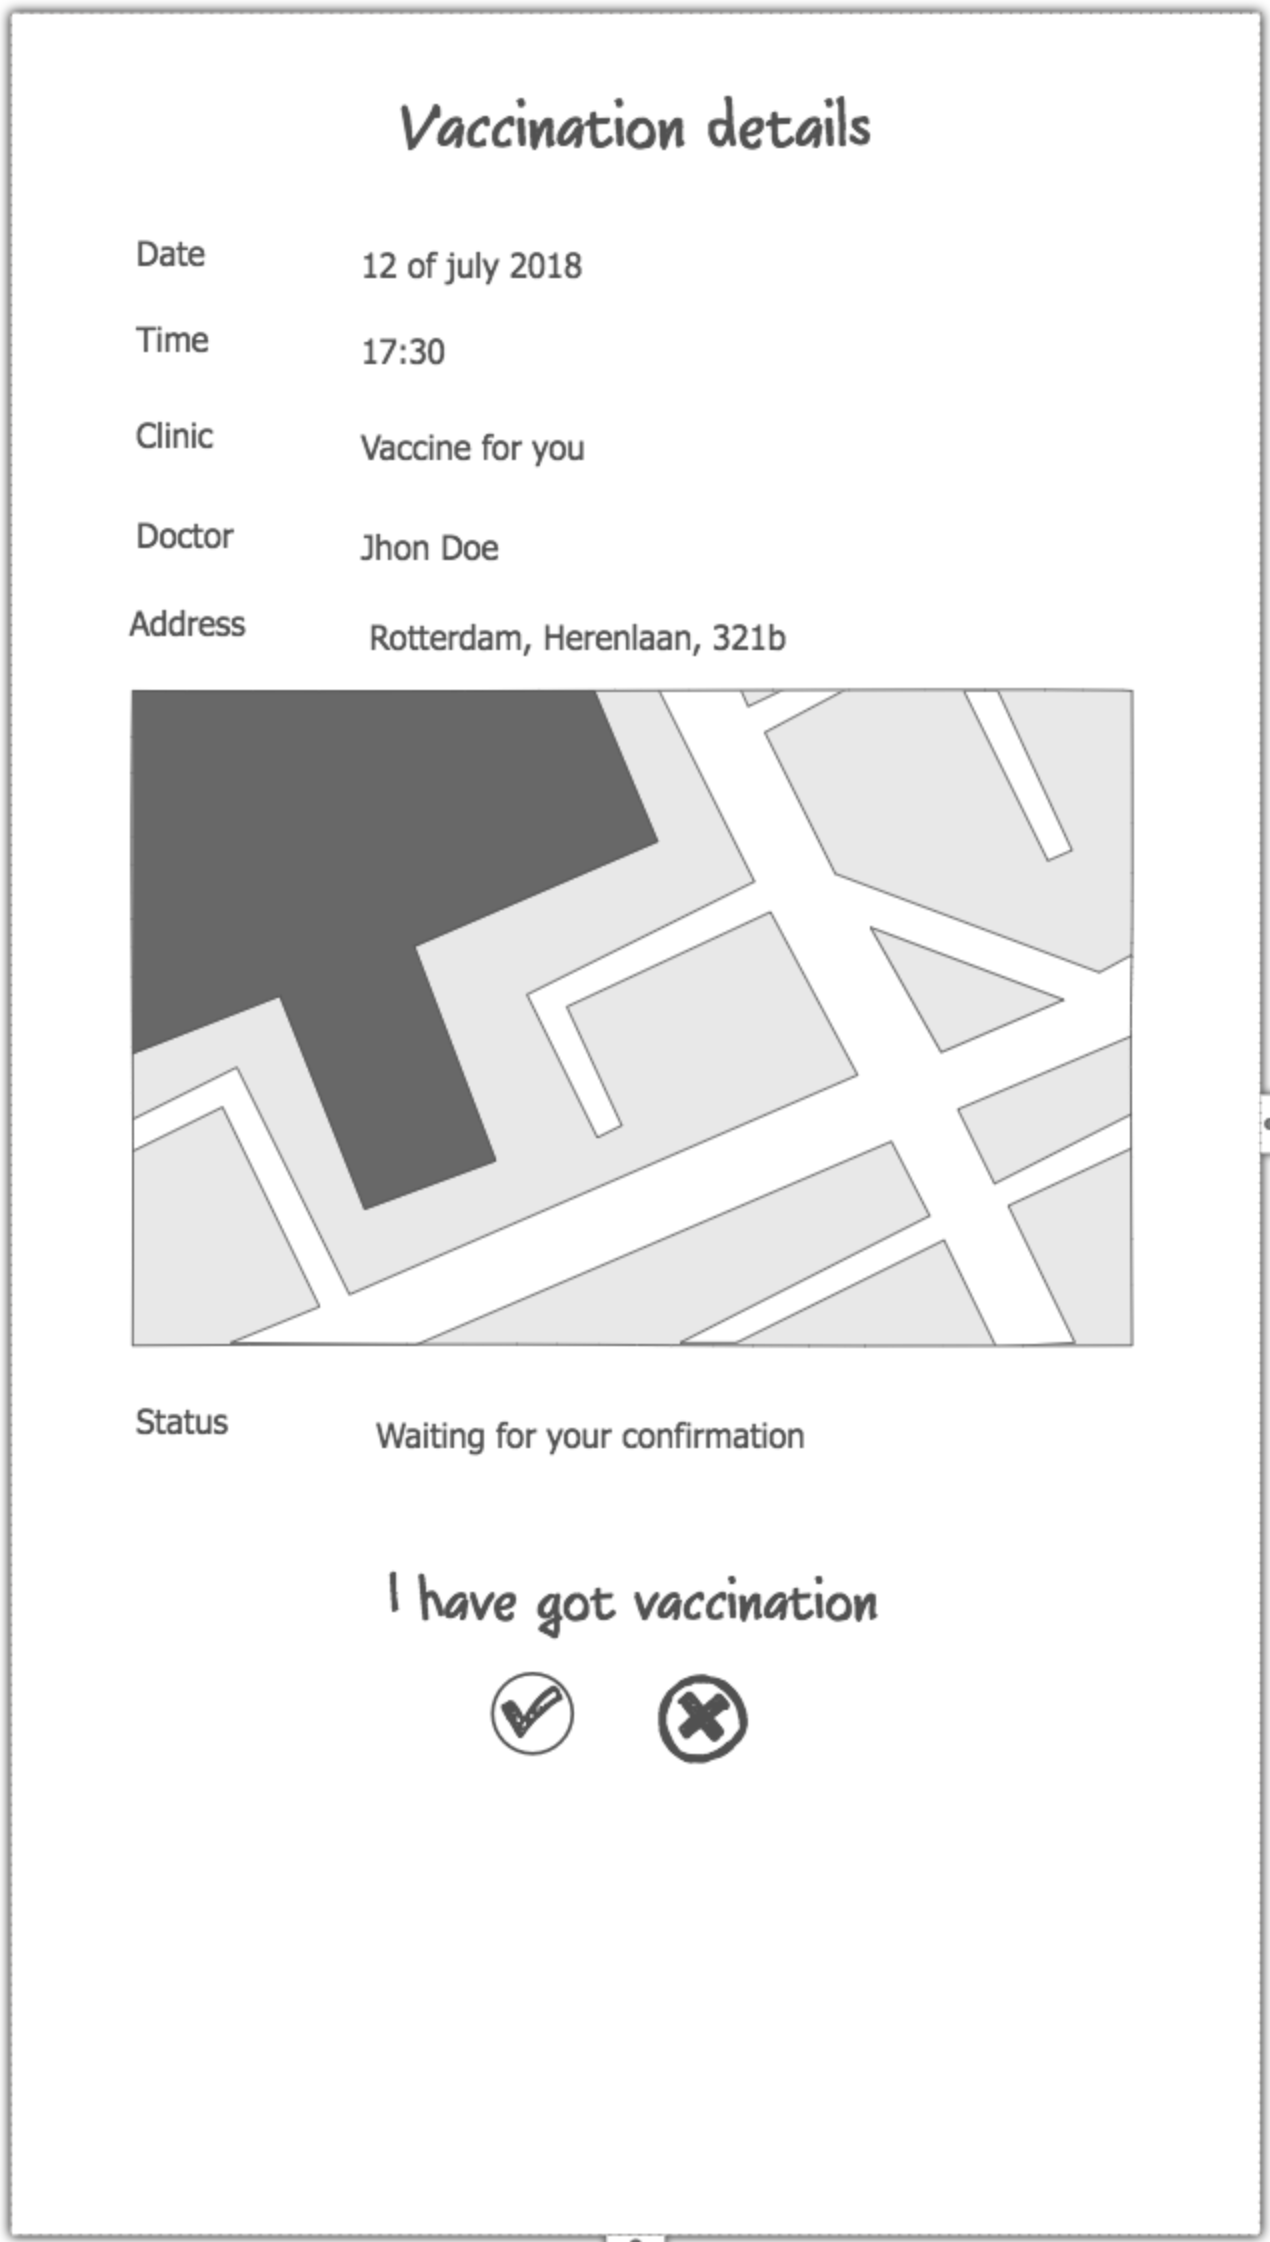 Vaccination details
Date 12 of july 2018
Time 17:30
Clinic Vaccine for you
Doctor Jhon Doe
Address Rotterdam, Herenlaan, 321b
Status Waiting for your confirmation
I have got vaccination